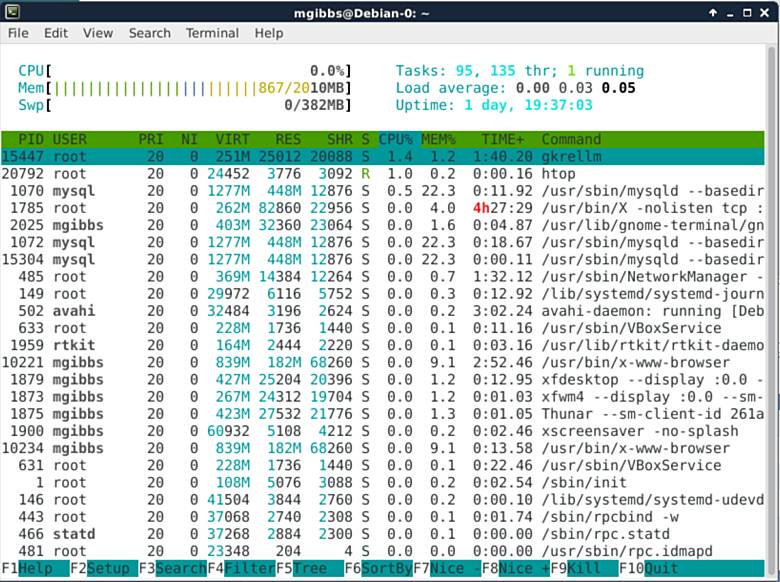 mgibbs@Debian-0: ~
File Edit View Search Terminal Help
CPU[ 0.0%] Tasks: 95, 135 thr; 1 running
Mem[||||||||||||||||||||||||||867/2010MB] Load average: 0.00 0.03 0.05
Swp[ 0/382MB] Uptime: 1 day, 19:37:03
PID USER PRI NI VIRT RES SHR S CPU% MEM% TIME+ Command
15447 root 20 0 251M 25012 20088 S 1.4 1.2 1:40.20 gkrellm
20792 root 20 0 24452 3776 3092 R 1.0 0.2 0:00.16 htop
1070 mysql 20 0 1277M 448M 12876 S 0.5 22.3 0:11.92 /usr/sbin/mysqld --basedir
1785 root 20 0 262M 82860 22956 S 0.0 4.0 4h27:29 /usr/bin/X -nolisten tcp :
2025 mgibbs 20 0 403M 32360 23064 S 0.0 1.6 0:04.87 /usr/lib/gnome-terminal/gn
1072 mysql 20 0 1277M 448M 12876 S 0.0 22.3 0:18.67 /usr/sbin/mysqld --basedir
15304 mysql 20 0 1277M 448M 12876 S 0.0 22.3 0:00.11 /usr/sbin/mysqld --basedir
485 root 20 0 369M 14384 12264 S 0.0 0.7 1:32.12 /usr/sbin/NetworkManager -
149 root 20 0 29972 6116 5752 S 0.0 0.3 0:12.92 /lib/systemd/systemd-journ
502 avahi 20 0 32484 3196 2624 S 0.0 0.2 3:02.24 avahi-daemon: running [Deb
633 root 20 0 228M 1736 1440 S 0.0 0.1 0:11.16 /usr/sbin/VBoxService
1959 rtkit 20 0 164M 2444 2220 S 0.0 0.1 0:03.16 /usr/lib/rtkit/rtkit-daemo
10221 mgibbs 20 0 839M 182M 68260 S 0.0 9.1 2:52.46 /usr/bin/x-www-browser
1879 mgibbs 20 0 427M 25204 20396 S 0.0 1.2 0:12.95 xfdesktop --display :0.0 -
1873 mgibbs 20 0 267M 24312 19704 S 0.0 1.2 0:01.03 xfwm4 --display :0.0 --sm-
1875 mgibbs 20 0 423M 27532 21776 S 0.0 1.3 0:01.05 Thunar --sm-client-id 261a
1900 mgibbs 20 0 60932 5108 4212 S 0.0 0.2 0:02.46 xscreensaver -no-splash
10234 mgibbs 20 0 839M 182M 68260 S 0.0 9.1 0:13.58 /usr/bin/x-www-browser
631 root 20 0 228M 1736 1440 S 0.0 0.1 0:22.46 /usr/sbin/VBoxService
1 root 20 0 108M 5076 3088 S 0.0 0.2 0:02.54 /sbin/init
146 root 20 0 41504 3844 2760 S 0.0 0.2 0:00.10 /lib/systemd/systemd-udevd
443 root 20 0 37068 2740 2308 S 0.0 0.1 0:01.74 /sbin/rpcbind -w
466 statd 20 0 37268 2884 2300 S 0.0 0.1 0:00.00 /sbin/rpc.statd
481 root 20 0 23348 204 4 S 0.0 0.0 0:00.00 /sbin/rpc.idmapd
F1Help F2Setup F3SearchF4FilterF5Tree F6SortByF7Nice -F8Nice +F9Kill F10Quit